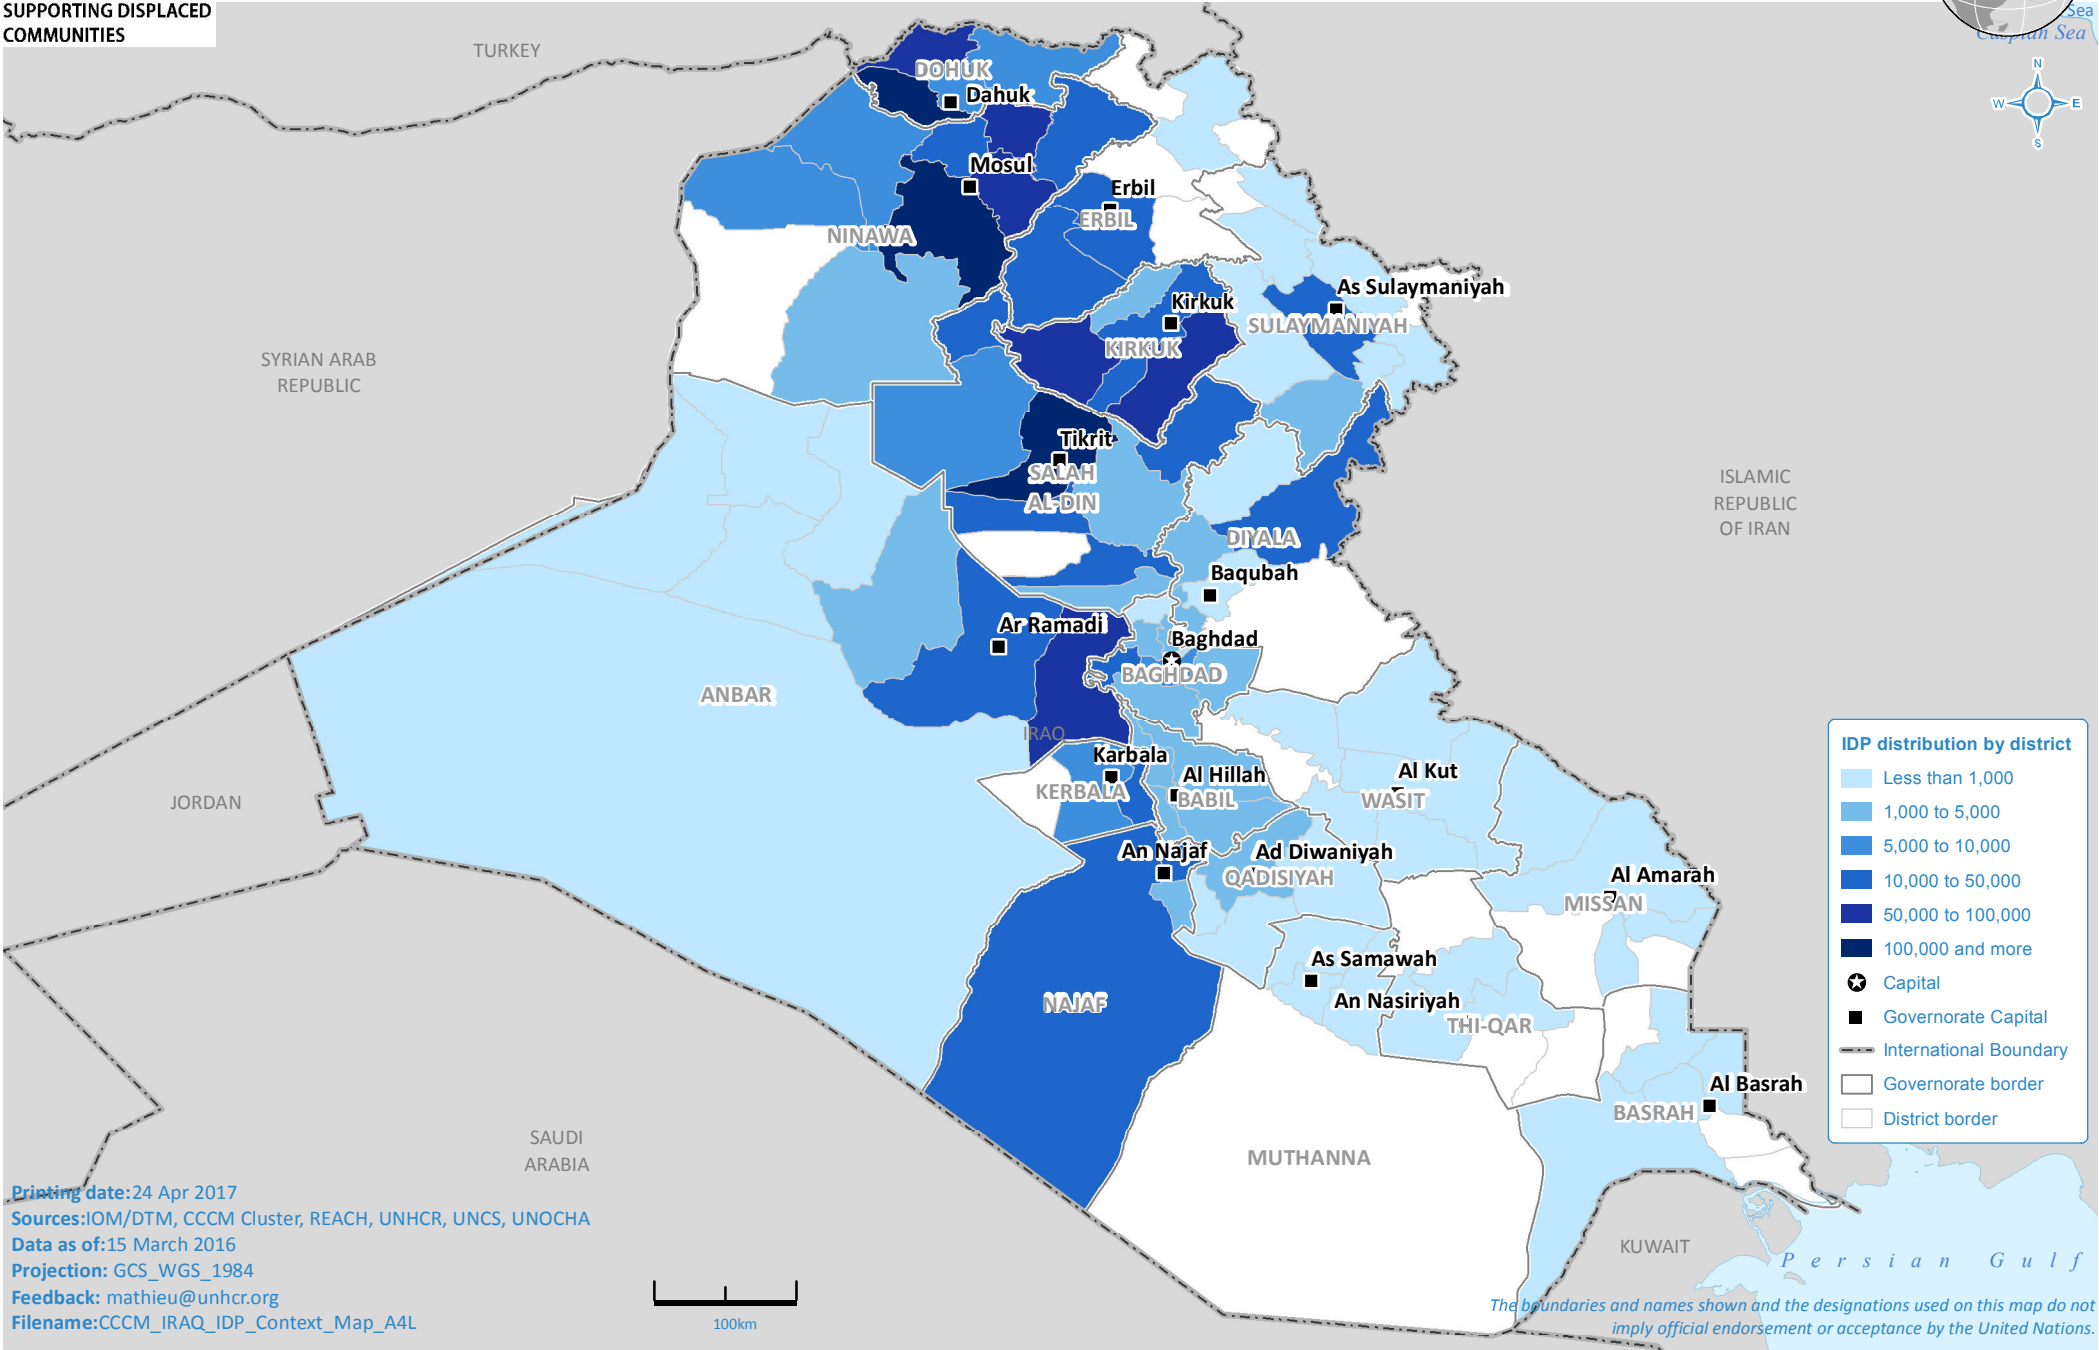 SUPPORTING DISPLACED
COMMUNITIES
Sea
Caspian Sea
N
W
E
S
TURKEY
DOHUK
Dahuk
Mosul
Erbil
ERBIL
NINAWA
Kirkuk
As Sulaymaniyah
SULAYMANIYAH
KIRKUK
SYRIAN ARAB
REPUBLIC
Tikrit
SALAH
AL-DIN
ISLAMIC
REPUBLIC
OF IRAN
DIYALA
Baqubah
Ar Ramadi
Baghdad
BAGHDAD
ANBAR
IRAQ
Karbala
KERBALA
Al Hillah
BABIL
Al Kut
WASIT
JORDAN
An Najaf
Ad Diwaniyah
QADISIYAH
Al Amarah
MISSAN
As Samawah
An Nasiriyah
THI-QAR
NAJAF
Al Basrah
BASRAH
MUTHANNA
SAUDI
ARABIA
KUWAIT
Persian Gulf
IDP distribution by district
Less than 1,000
1,000 to 5,000
5,000 to 10,000
10,000 to 50,000
50,000 to 100,000
100,000 and more
Capital
Governorate Capital
International Boundary
Governorate border
District border
Printing date:24 Apr 2017
Sources:IOM/DTM, CCCM Cluster, REACH, UNHCR, UNCS, UNOCHA
Data as of:15 March 2016
Projection: GCS_WGS_1984
Feedback: mathieu@unhcr.org
Filename:CCCM_IRAQ_IDP_Context_Map_A4L
100km
The boundaries and names shown and the designations used on this map do not
imply official endorsement or acceptance by the United Nations.